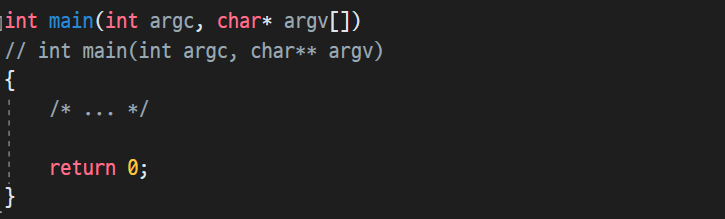 int main(int argc, char* argv[])
// int main(int argc, char** argv)
{
    /* ... */
    return 0;
}